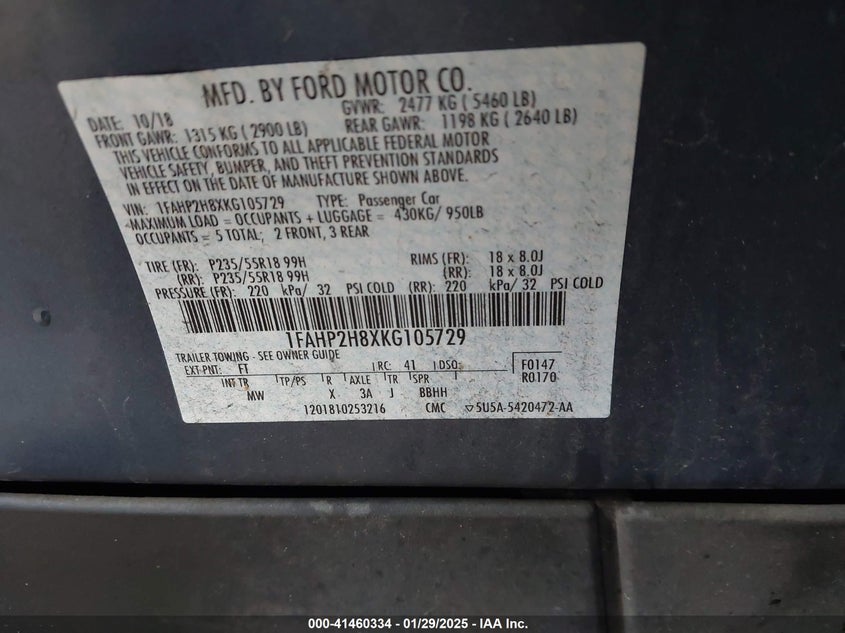 MFD. BY FORD MOTOR CO.
DATE: 10/18 GVWR: 2477 KG ( 5460 LB)
FRONT GAWR: 1315 KG ( 2900 LB) REAR GAWR: 1198 KG ( 2640 LB)
THIS VEHICLE CONFORMS TO ALL APPLICABLE FEDERAL MOTOR
VEHICLE SAFETY, BUMPER, AND THEFT PREVENTION STANDARDS
IN EFFECT ON THE DATE OF MANUFACTURE SHOWN ABOVE.
VIN: 1FAHP2H8XKG105729 TYPE: Passenger Car
MAXIMUM LOAD = OCCUPANTS + LUGGAGE = 430KG/ 950LB
OCCUPANTS = 5 TOTAL; 2 FRONT, 3 REAR
TIRE (FR): P235/55R18 99H RIMS (FR): 18 x 8.0J
(RR): P235/55R18 99H (RR): 18 x 8.0J
PRESSURE (FR): 220 kPa/ 32 PSI COLD (RR): 220 kPa/ 32 PSI COLD
1FAHP2H8XKG105729
TRAILER TOWING - SEE OWNER GUIDE
EXT PNT: FT RC: 41 DSO: F0147
INT TR TP/PS R AXLE TR SPR R0170
MW X 3A J BBHH
1201810253216 CMC ▽5U5A-5420472-AA
000-41460334 / 01/29/2025 / IAA Inc.